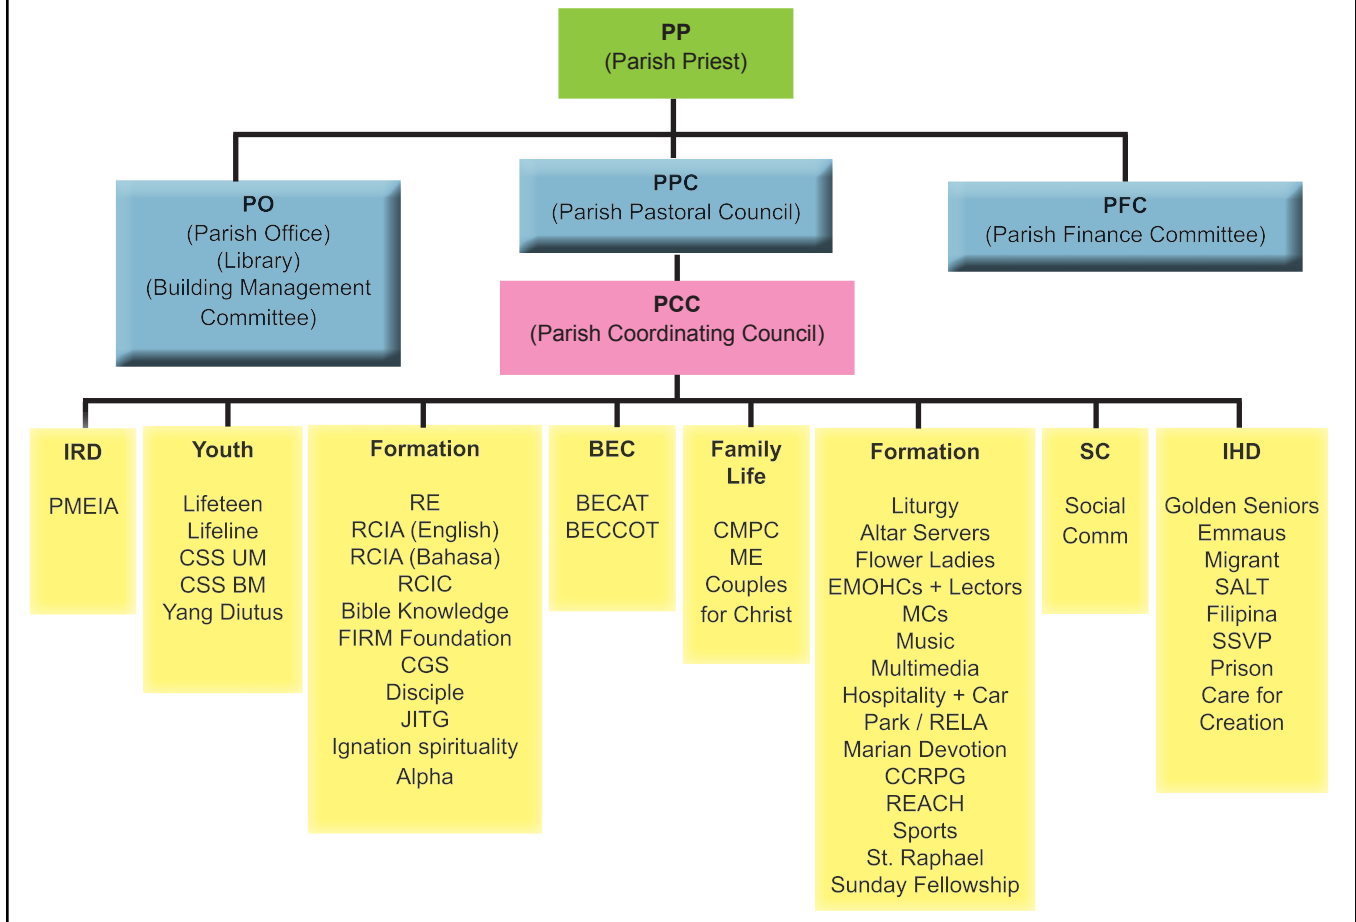 PP
(Parish Priest)
PO
(Parish Office)
(Library)
(Building Management
Committee)
PPC
(Parish Pastoral Council)
PFC
(Parish Finance Committee)
PCC
(Parish Coordinating Council)
IRD
PMEIA
Youth
Lifeteen
Lifeline
CSS UM
CSS BM
Yang Diutus
Formation
RE
RCIA (English)
RCIA (Bahasa)
RCIC
Bible Knowledge
FIRM Foundation
CGS
Disciple
JITG
Ignation spirituality
Alpha
BEC
BECAT
BECCOT
Family
Life
CMPC
ME
Couples
for Christ
Formation
Liturgy
Altar Servers
Flower Ladies
EMOHCs + Lectors
MCs
Music
Multimedia
Hospitality + Car
Park / RELA
Marian Devotion
CCRPG
REACH
Sports
St. Raphael
Sunday Fellowship
SC
Social
Comm
IHD
Golden Seniors
Emmaus
Migrant
SALT
Filipina
SSVP
Prison
Care for
Creation